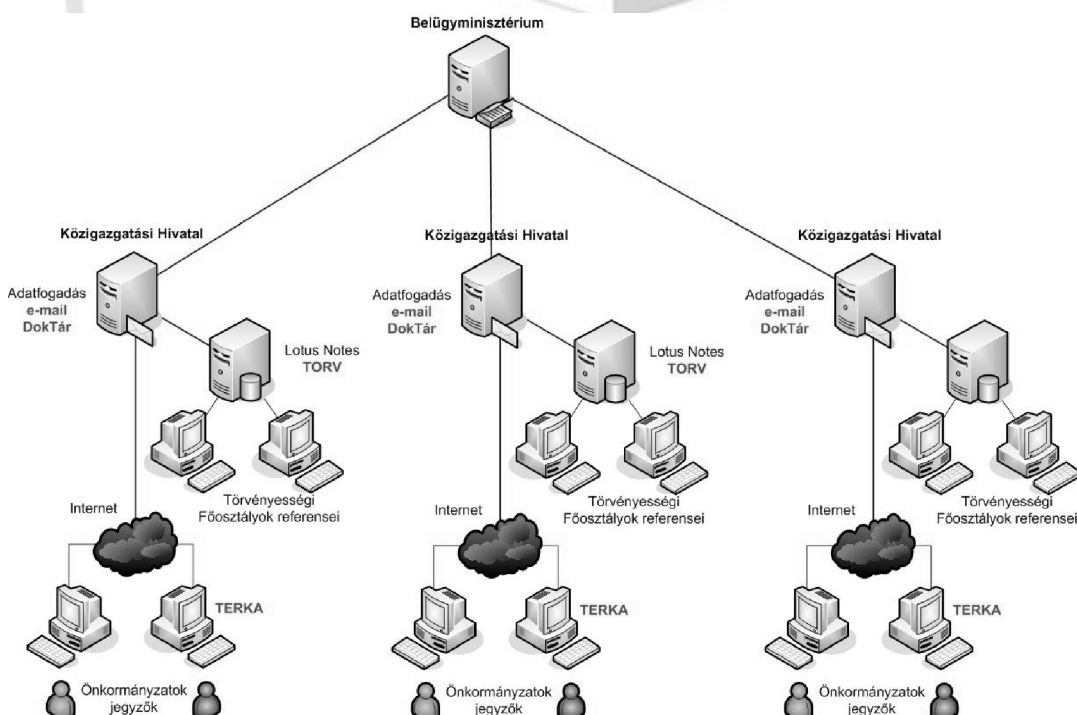 Belügyminisztérium
Közigazgatási Hivatal
Közigazgatási Hivatal
Közigazgatási Hivatal
Adatfogadás
e-mail
DokTár
Lotus Notes
TORV
Adatfogadás
e-mail
DokTár
Lotus Notes
TORV
Adatfogadás
e-mail
DokTár
Internet
Törvényességi
Főosztályok referensei
Internet
Törvényességi
Főosztályok referensei
Internet
Törvényességi
Főosztályok referensei
TERKA
TERKA
TERKA
Önkormányzatok
jegyzők
Önkormányzatok
jegyzők
Önkormányzatok
jegyzők